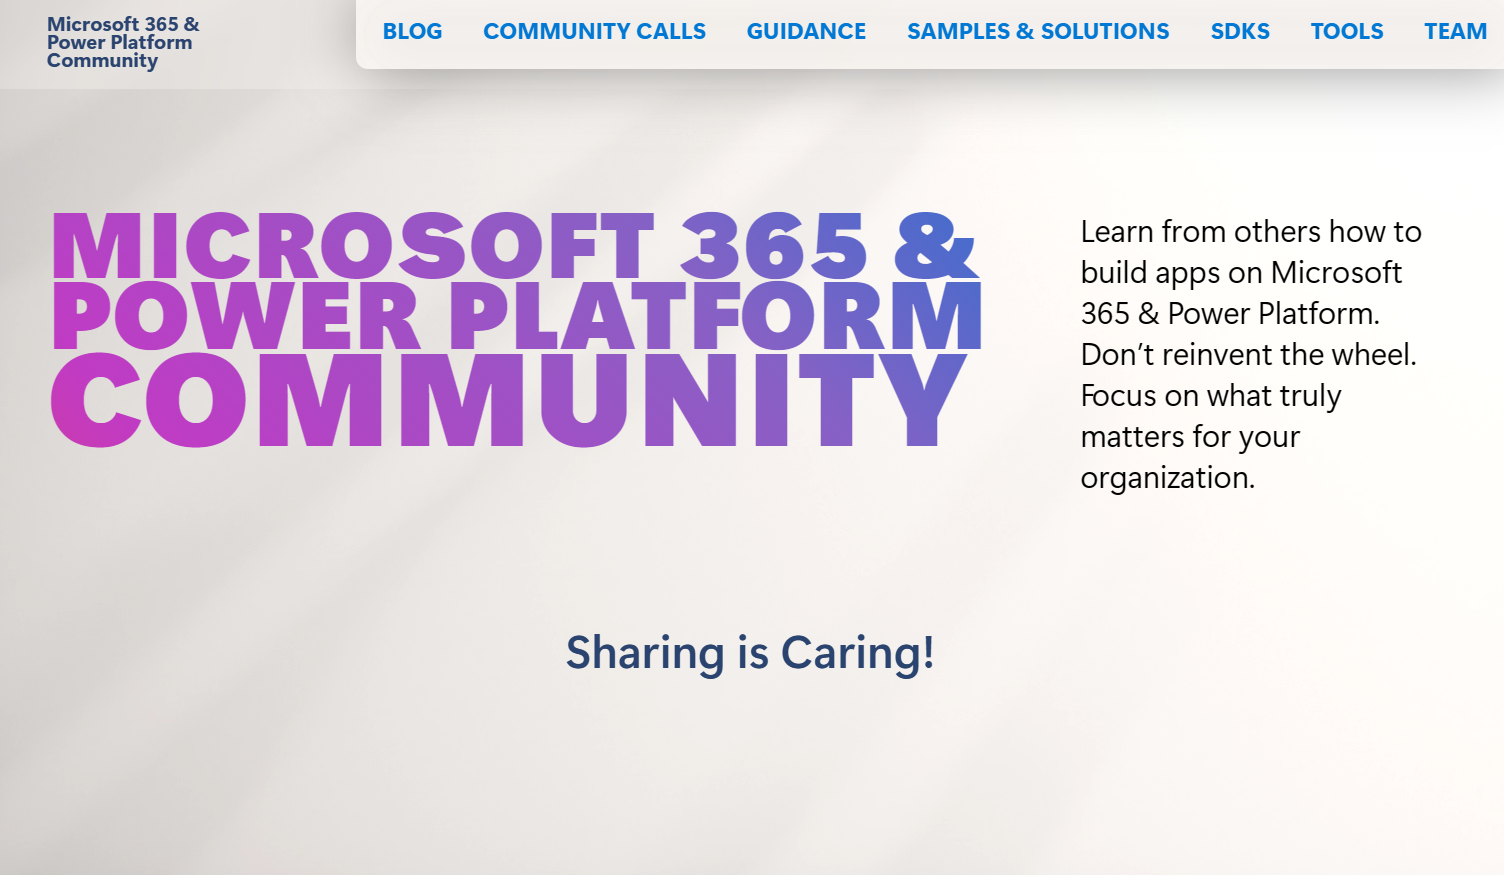 Microsoft 365 &
Power Platform
Community
BLOG COMMUNITY CALLS GUIDANCE SAMPLES & SOLUTIONS SDKS TOOLS TEAM
MICROSOFT 365 &
POWER PLATFORM
COMMUNITY
Learn from others how to
build apps on Microsoft
365 & Power Platform.
Don’t reinvent the wheel.
Focus on what truly
matters for your
organization.
Sharing is Caring!